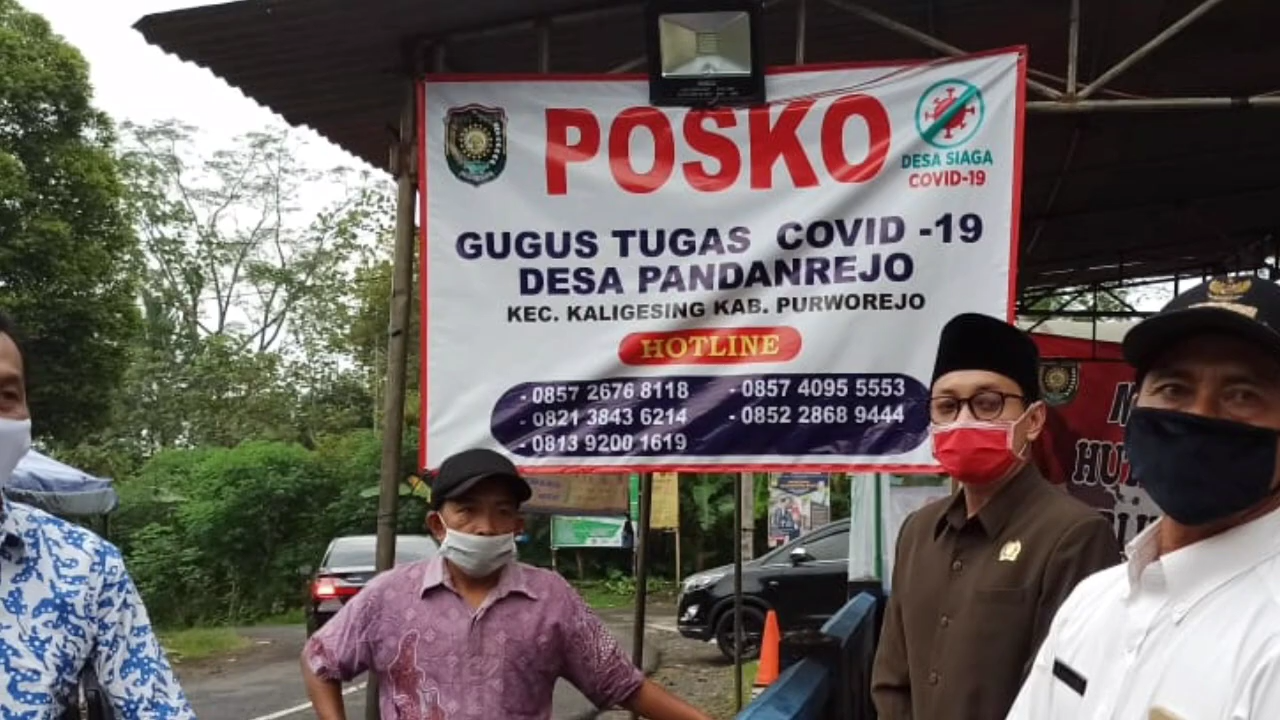 POSKO
DESA SIAGA
COVID-19
GUGUS TUGAS COVID -19
DESA PANDANREJO
KEC. KALIGESING KAB. PURWOREJO
HOTLINE
- 0857 2676 8118
- 0821 3843 6214
- 0813 9200 1619
- 0857 4095 5553
- 0852 2868 9444